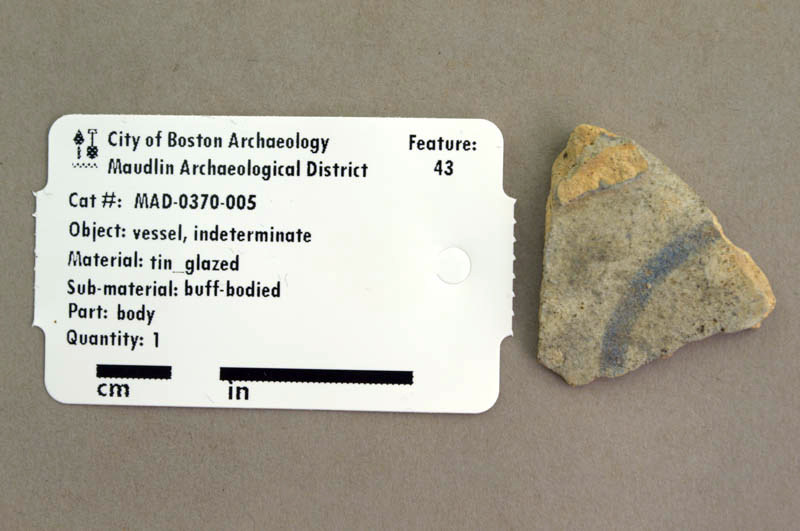 City of Boston Archaeology
Maudlin Archaeological District
Feature:
43
Cat #: MAD-0370-005
Object: vessel, indeterminate
Material: tin_glazed
Sub-material: buff-bodied
Part: body
Quantity: 1
cm
in